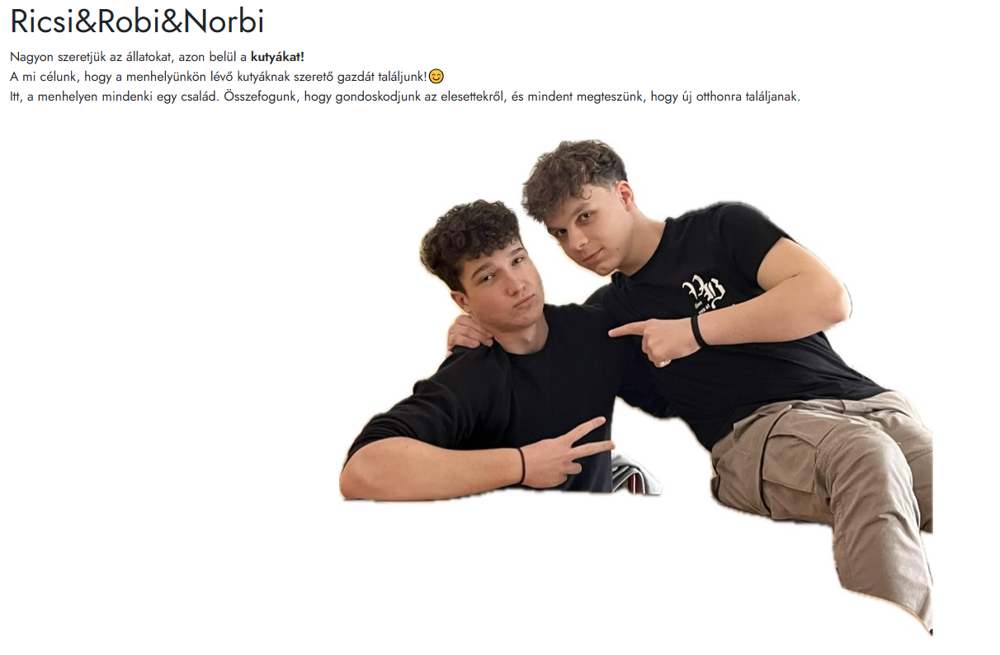 Ricsi&Robi&Norbi
Nagyon szeretjük az állatokat, azon belül a kutyákat!
A mi célunk, hogy a menhelyünkön lévő kutyáknak szerető gazdát találjunk!😊
Itt, a menhelyen mindenki egy család. Összefogunk, hogy gondoskodjunk az elesettekről, és mindent megteszünk, hogy új otthonra találjanak.